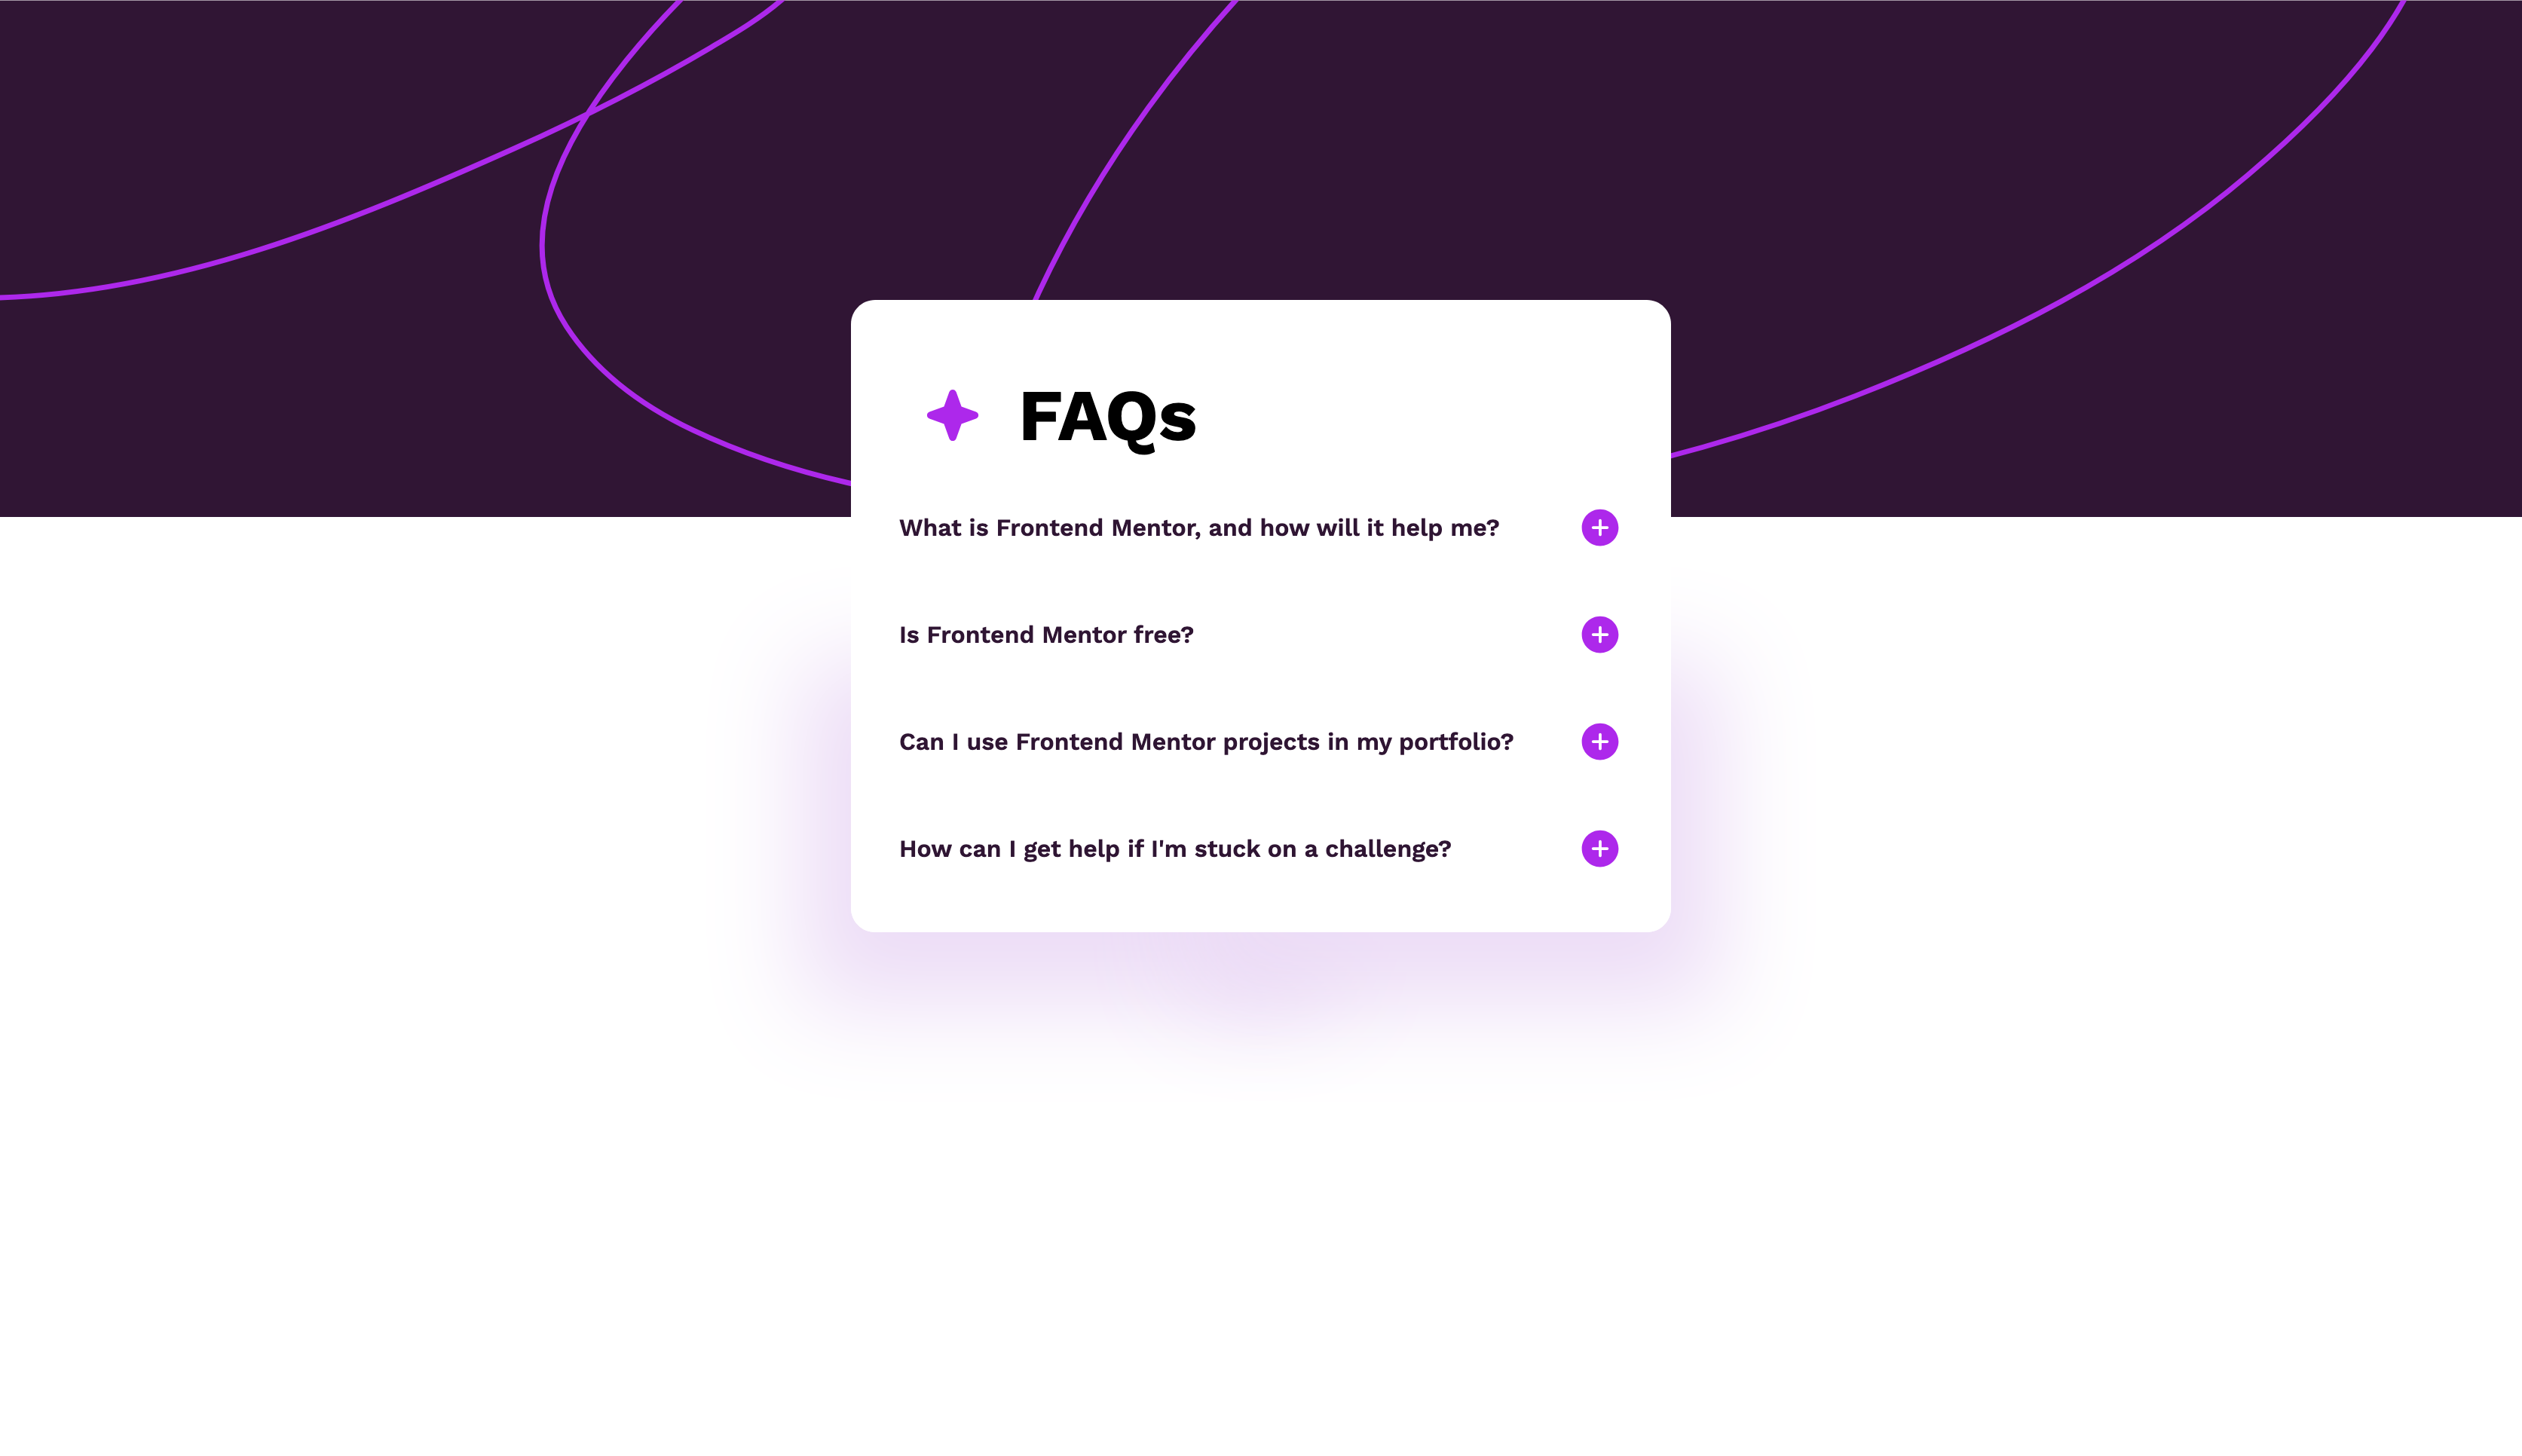 FAQs
What is Frontend Mentor, and how will it help me?
Is Frontend Mentor free?
Can I use Frontend Mentor projects in my portfolio?
How can I get help if I'm stuck on a challenge?